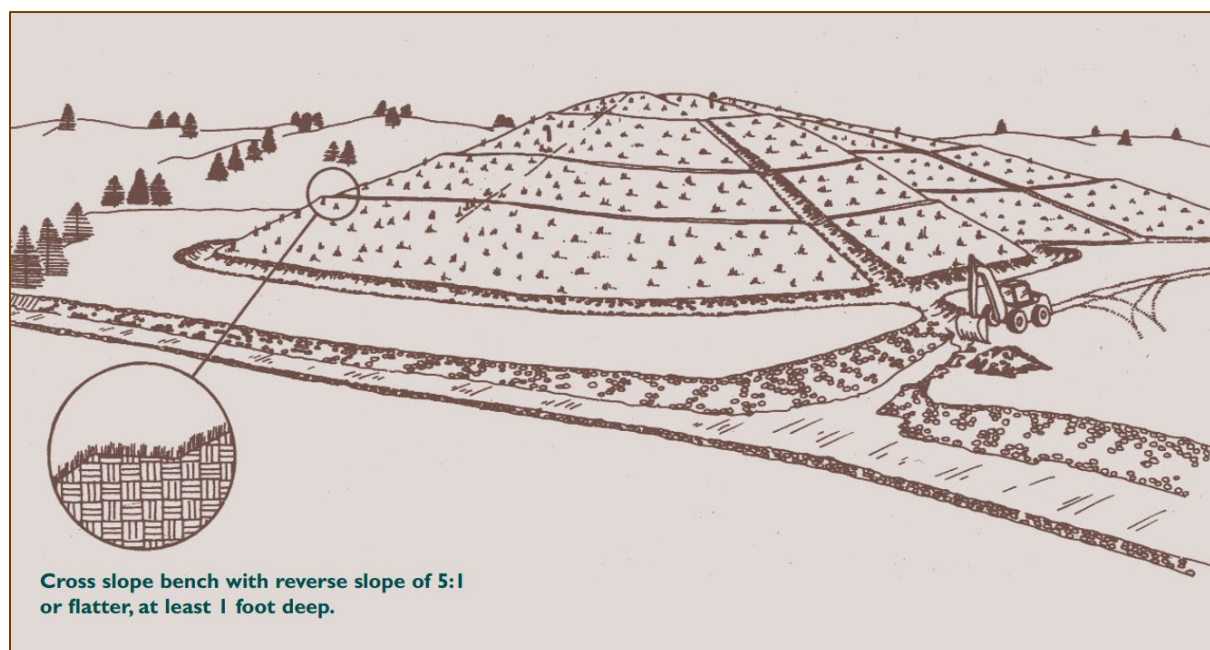 Cross slope bench with reverse slope of 5:1
or flatter, at least 1 foot deep.